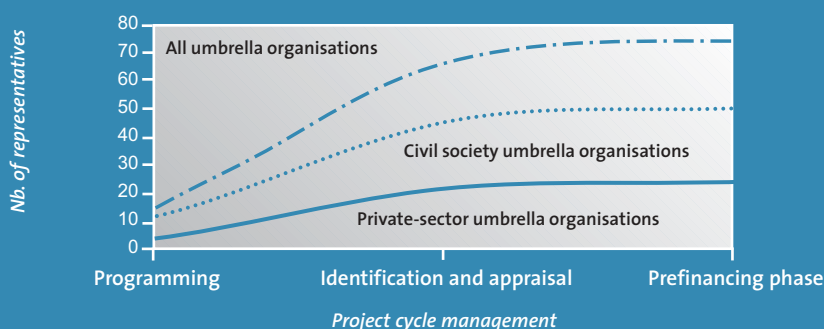 Nb. of representatives
80
70
60
50
40
30
20
10
0
All umbrella organisations
Civil society umbrella organisations
Private-sector umbrella organisations
Programming
Identification and appraisal
Prefinancing phase
Project cycle management